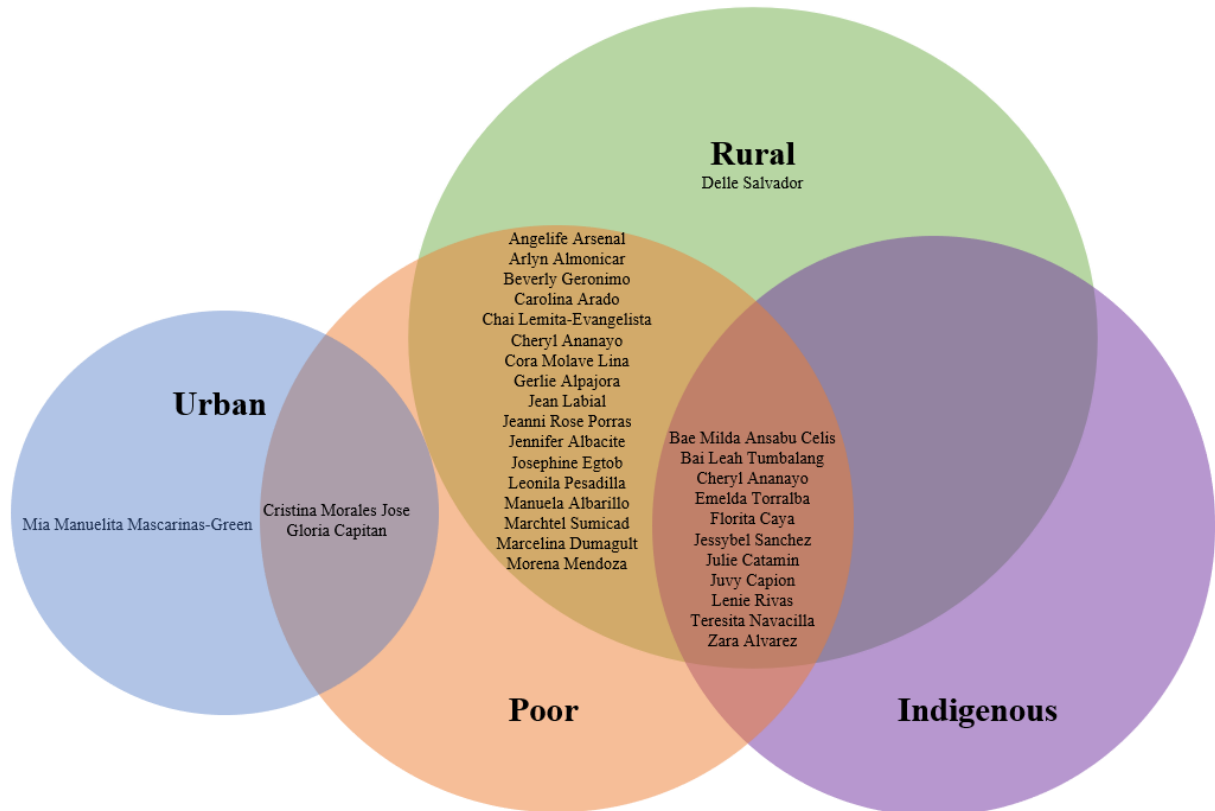 Rural
Delle Salvador
Angelife Arsenal
Arlyn Almonicar
Beverly Geronimo
Carolina Arado
Chai Lemita-Evangelista
Cheryl Ananayo
Cora Molave Lina
Gerlie Alpajora
Jean Labial
Jeanni Rose Porras
Jennifer Albacite
Josephine Egtob
Leonila Pesadilla
Manuela Albarillo
Marchtel Sumicad
Marcelina Dumagult
Morena Mendoza
Urban
Mia Manuelita Mascarinas-Green
Cristina Morales Jose
Gloria Capitan
Bae Milda Ansabu Celis
Bai Leah Tumbalang
Cheryl Ananayo
Emelda Torralba
Florita Caya
Jessybel Sanchez
Julie Catamin
Juvy Capion
Lenie Rivas
Teresita Navacilla
Zara Alvarez
Poor
Indigenous